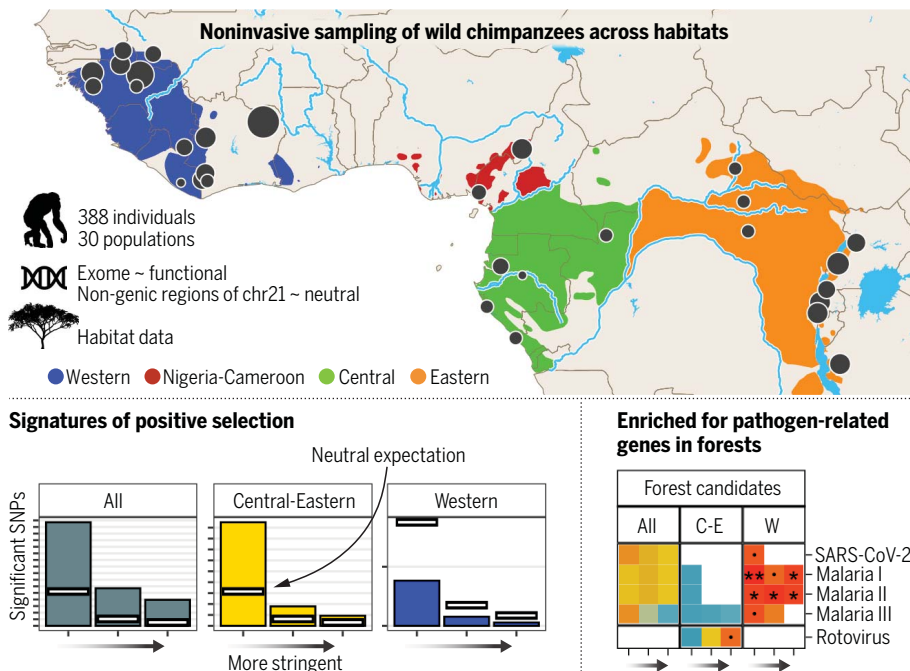 Noninvasive sampling of wild chimpanzees across habitats
388 individuals
30 populations
Exome ~ functional
Non-genic regions of chr21 ~ neutral
Habitat data
Western
Nigeria-Cameroon
Central
Eastern
Signatures of positive selection
Neutral expectation
All
Central-Eastern
Western
Significant SNPs
More stringent
Enriched for pathogen-related
genes in forests
Forest candidates
All
C-E
W
SARS-CoV-2
Malaria I
** • *
Malaria II
* * *
Malaria III
Rotovirus